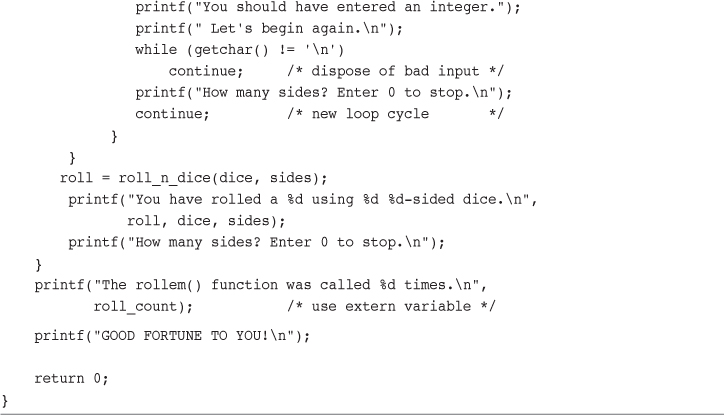 printf("You should have entered an integer.");
                printf(" Let's begin again.\n");
                while (getchar() != '\n')
                    continue;     /* dispose of bad input */
                printf("How many sides? Enter 0 to stop.\n");
                continue;         /* new loop cycle       */
             }
        }
       roll = roll_n_dice(dice, sides);
        printf("You have rolled a %d using %d %d-sided dice.\n",
               roll, dice, sides);
        printf("How many sides? Enter 0 to stop.\n");
    }
    printf("The rollem() function was called %d times.\n",
           roll_count);           /* use extern variable */
    printf("GOOD FORTUNE TO YOU!\n");
    return 0;
}